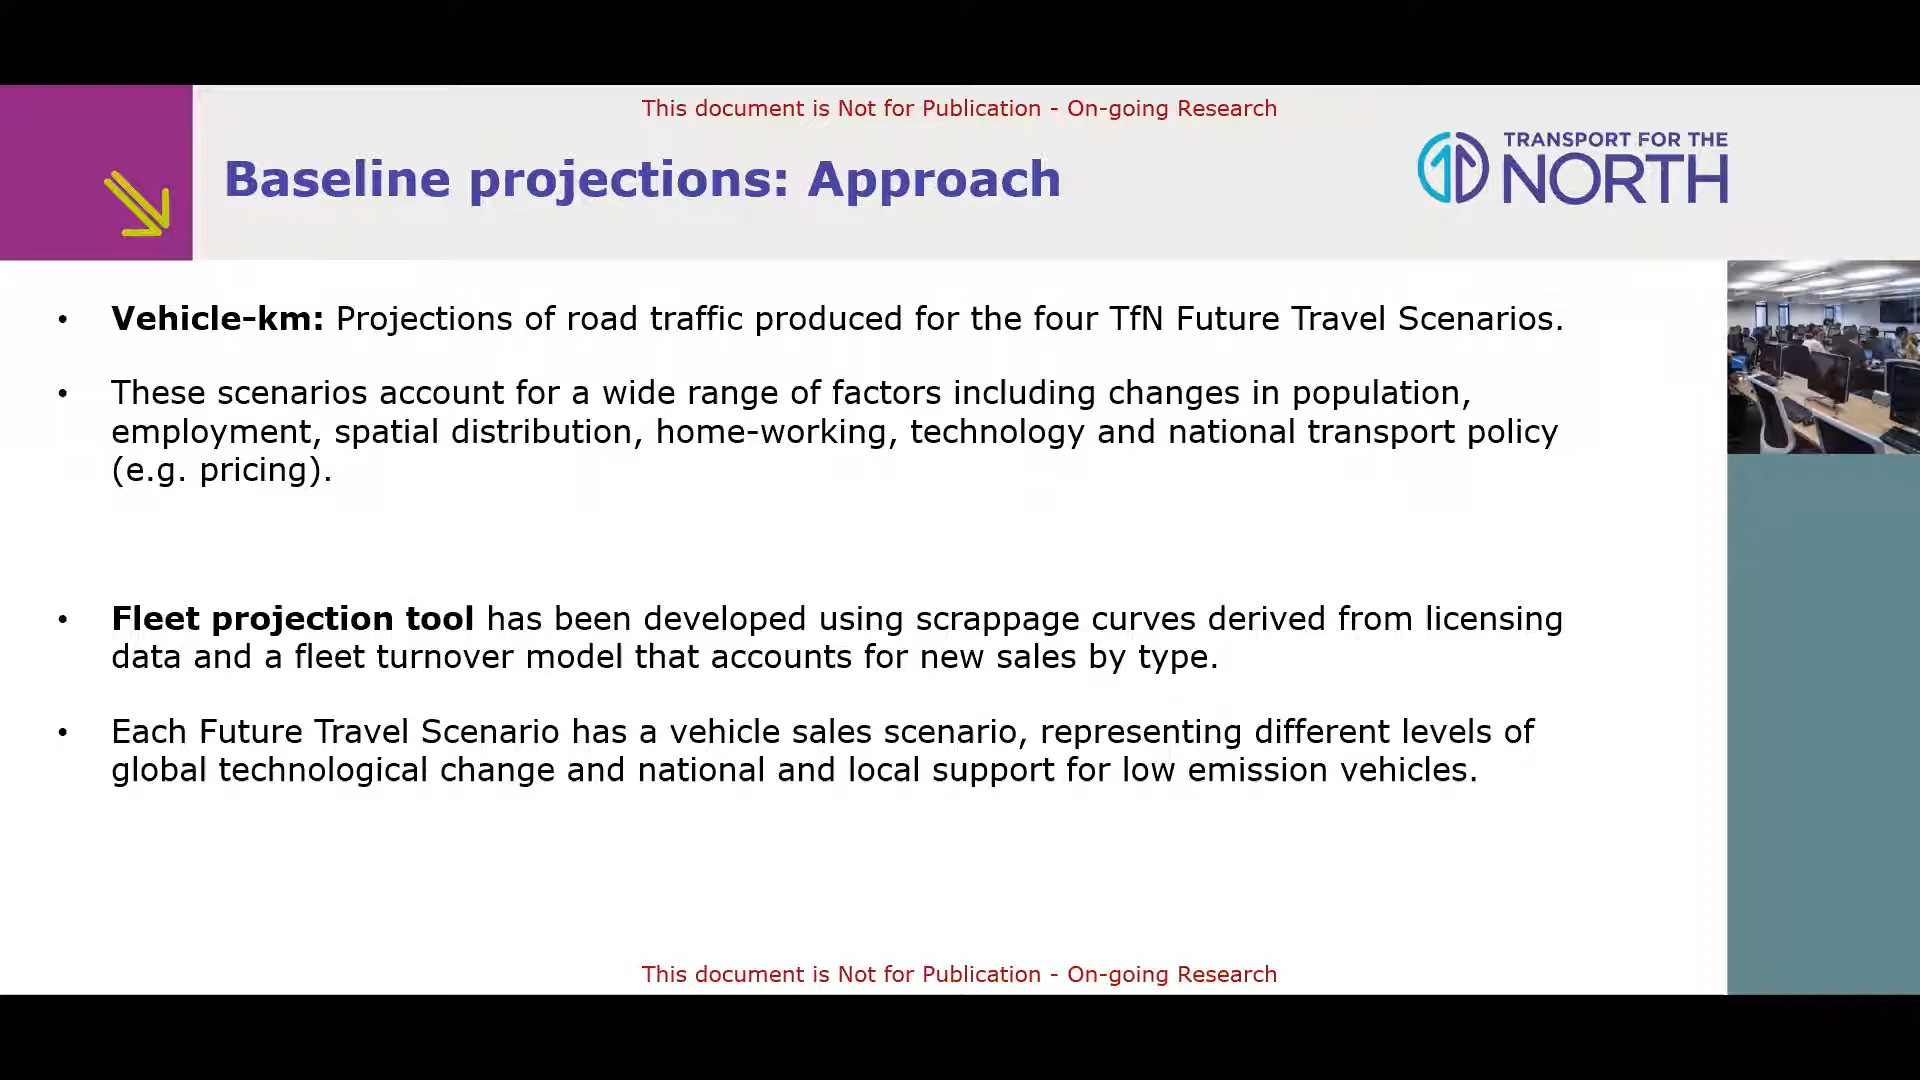 This document is Not for Publication - On-going Research
Baseline projections: Approach
TRANSPORT FOR THE
NORTH
• Vehicle-km: Projections of road traffic produced for the four TfN Future Travel Scenarios.
• These scenarios account for a wide range of factors including changes in population,
employment, spatial distribution, home-working, technology and national transport policy
(e.g. pricing).
• Fleet projection tool has been developed using scrappage curves derived from licensing
data and a fleet turnover model that accounts for new sales by type.
• Each Future Travel Scenario has a vehicle sales scenario, representing different levels of
global technological change and national and local support for low emission vehicles.
This document is Not for Publication - On-going Research